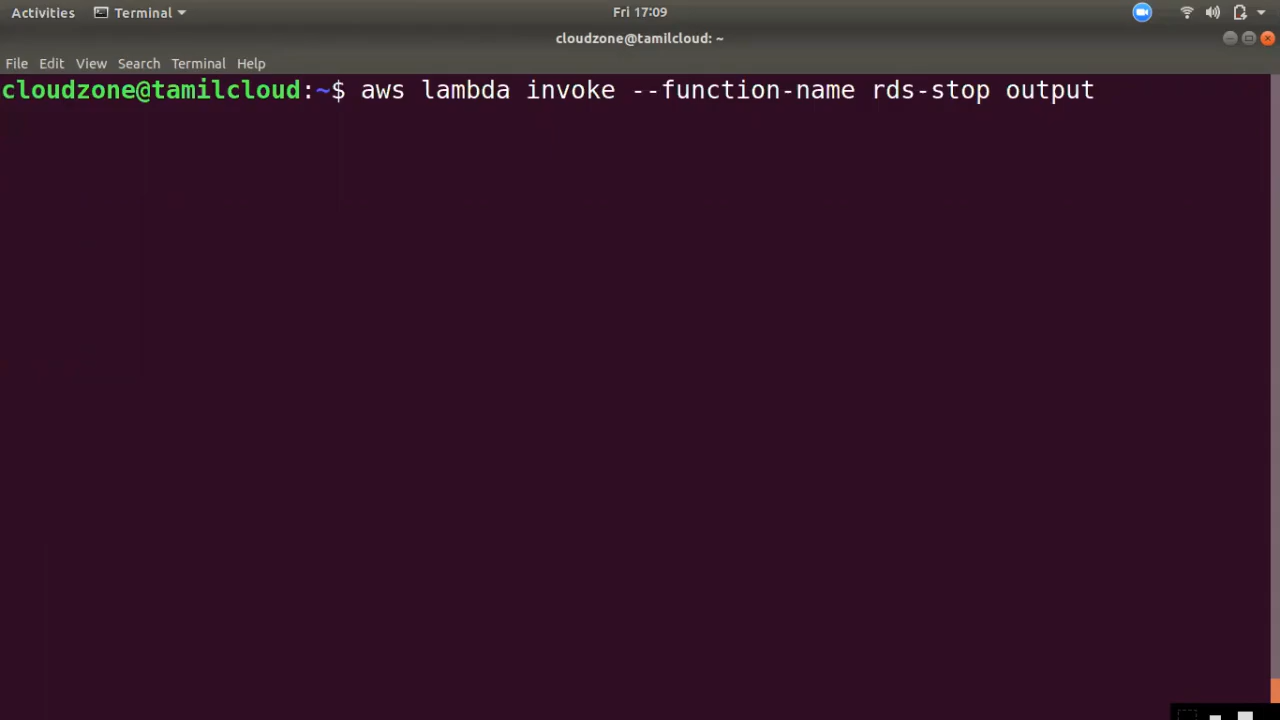 Activities Terminal Fri 17:09
cloudzone@tamilcloud: ~
File Edit View Search Terminal Help
cloudzone@tamilcloud:~$ aws lambda invoke --function-name rds-stop output